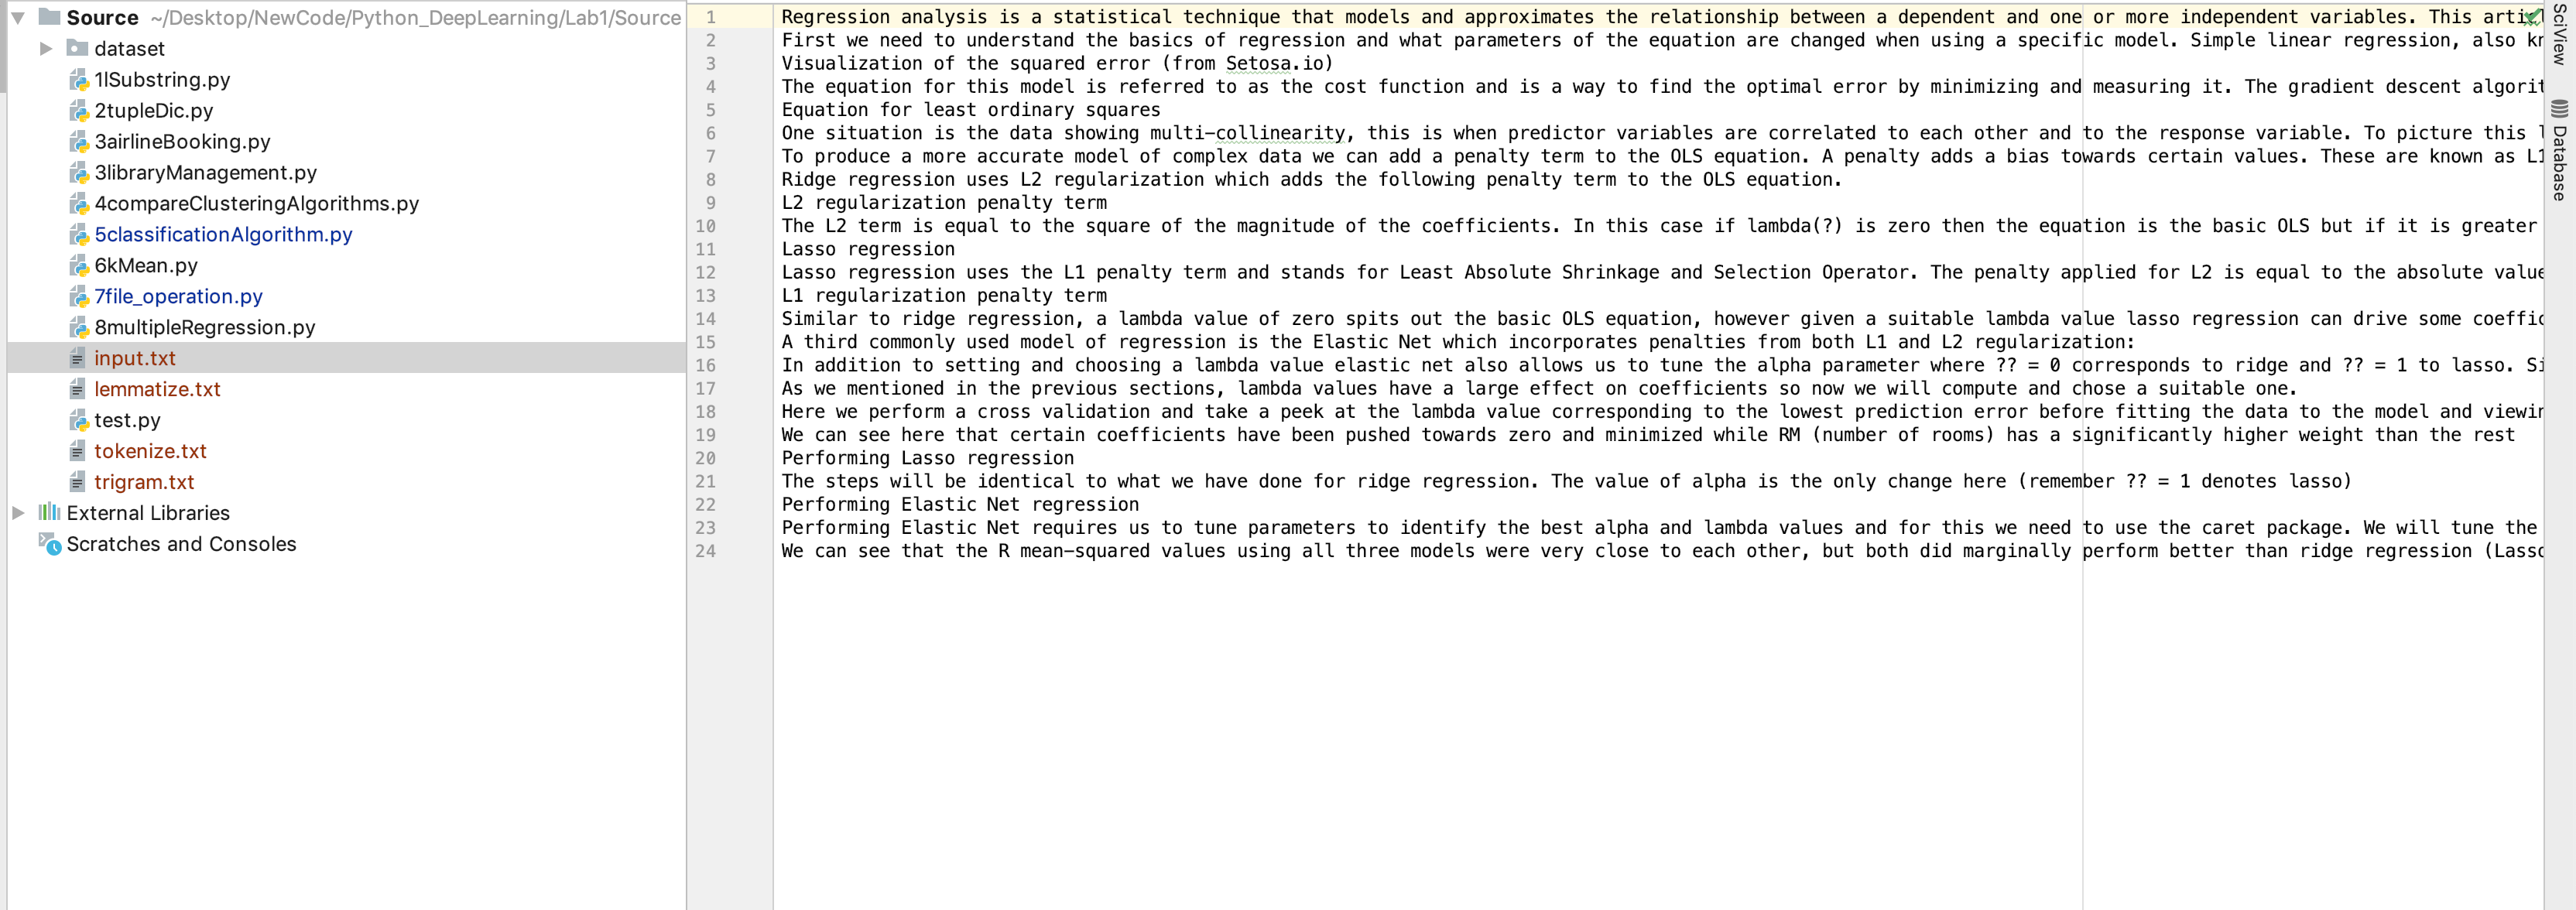 Source ~/Desktop/NewCode/Python_DeepLearning/Lab1/Source
dataset
1lSubstring.py
2tupleDic.py
3airlineBooking.py
3libraryManagement.py
4compareClusteringAlgorithms.py
5classificationAlgorithm.py
6kMean.py
7file_operation.py
8multipleRegression.py
input.txt
lemmatize.txt
test.py
tokenize.txt
trigram.txt
External Libraries
Scratches and Consoles
1 Regression analysis is a statistical technique that models and approximates the relationship between a dependent and one or more independent variables. This
2 First we need to understand the basics of regression and what parameters of the equation are changed when using a specific model. Simple linear regression, also
3 Visualization of the squared error (from Setosa.io)
4 The equation for this model is referred to as the cost function and is a way to find the optimal error by minimizing and measuring it. The gradient descent
5 Equation for least ordinary squares
6 One situation is the data showing multi-collinearity, this is when predictor variables are correlated to each other and to the response variable. To picture this
7 To produce a more accurate model of complex data we can add a penalty term to the OLS equation. A penalty adds a bias towards certain values. These are known as L1
8 Ridge regression uses L2 regularization which adds the following penalty term to the OLS equation.
9 L2 regularization penalty term
10 The L2 term is equal to the square of the magnitude of the coefficients. In this case if lambda(?) is zero then the equation is the basic OLS but if it is greater
11 Lasso regression
12 Lasso regression uses the L1 penalty term and stands for Least Absolute Shrinkage and Selection Operator. The penalty applied for L2 is equal to the absolute value
13 L1 regularization penalty term
14 Similar to ridge regression, a lambda value of zero spits out the basic OLS equation, however given a suitable lambda value lasso regression can drive some
15 A third commonly used model of regression is the Elastic Net which incorporates penalties from both L1 and L2 regularization:
16 In addition to setting and choosing a lambda value elastic net also allows us to tune the alpha parameter where ?? = 0 corresponds to ridge and ?? = 1 to lasso.
17 As we mentioned in the previous sections, lambda values have a large effect on coefficients so now we will compute and chose a suitable one.
18 Here we perform a cross validation and take a peek at the lambda value corresponding to the lowest prediction error before fitting the data to the model and
19 We can see here that certain coefficients have been pushed towards zero and minimized while RM (number of rooms) has a significantly higher weight than the rest
20 Performing Lasso regression
21 The steps will be identical to what we have done for ridge regression. The value of alpha is the only change here (remember ?? = 1 denotes lasso)
22 Performing Elastic Net regression
23 Performing Elastic Net requires us to tune parameters to identify the best alpha and lambda values and for this we need to use the caret package. We will tune the
24 We can see that the R mean-squared values using all three models were very close to each other, but both did marginally perform better than ridge regression
SciView
Database